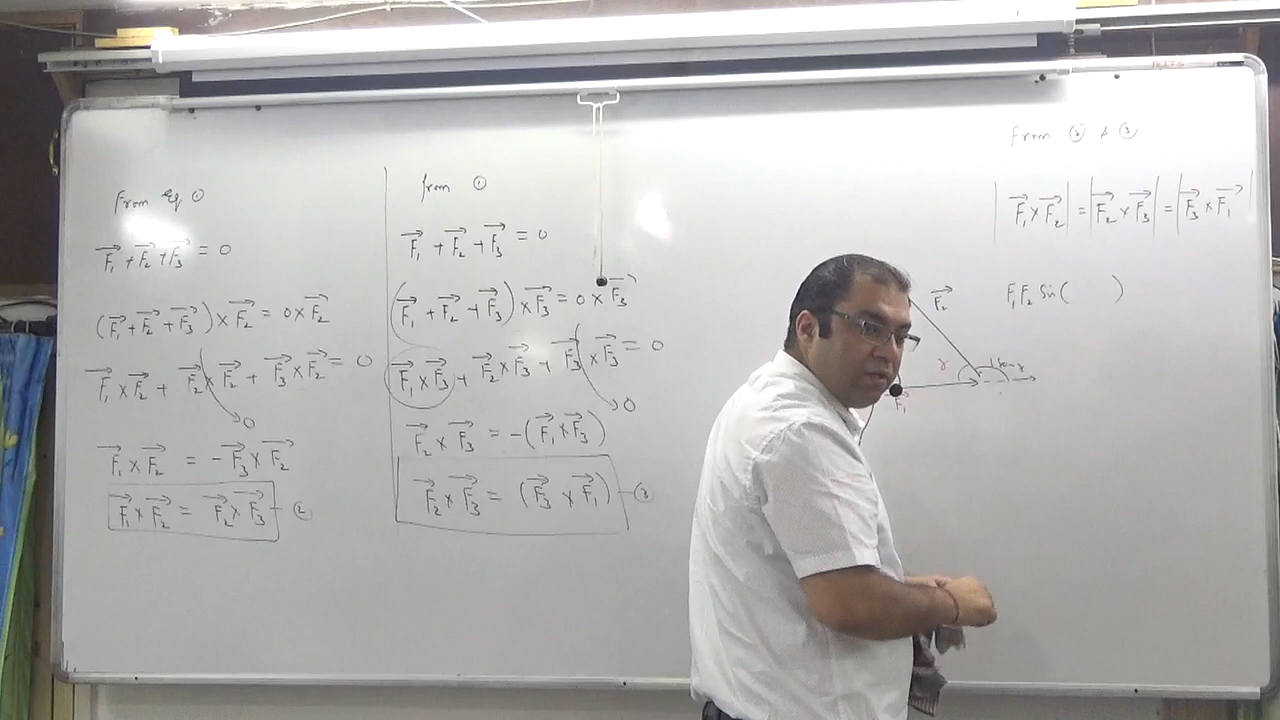 From Eq ①
F₁⃗ + F₂⃗ + F₃⃗ = 0
(F₁⃗ + F₂⃗ + F₃⃗) × F₂⃗ = 0 × F₂⃗
F₁⃗ × F₂⃗ + F₂⃗ × F₂⃗ + F₃⃗ × F₂⃗ = 0
0
F₁⃗ × F₂⃗ = - F₃⃗ × F₂⃗
F₁⃗ × F₂⃗ = F₂⃗ × F₃⃗ - ②
from ①
F₁⃗ + F₂⃗ + F₃⃗ = 0
(F₁⃗ + F₂⃗ + F₃⃗) × F₃⃗ = 0 × F₃⃗
F₁⃗ × F₃⃗ + F₂⃗ × F₃⃗ + F₃⃗ × F₃⃗ = 0
0
F₂⃗ × F₃⃗ = - (F₁⃗ × F₃⃗)
F₂⃗ × F₃⃗ = (F₃⃗ × F₁⃗) - ③
From ② & ③
|F₁⃗ × F₂⃗| = |F₂⃗ × F₃⃗| = |F₃⃗ × F₁⃗|
F₂⃗
F₁ F₂ Sin( )
γ
180-γ
F₁⃗